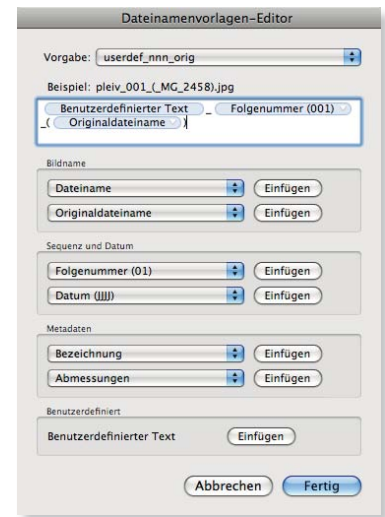 Dateinamenvorlagen-Editor
Vorgabe: userdef_nnn_orig
Beispiel: pleiv_001_(_MG_2458).jpg
Benutzerdefinierter Text _ Folgenummer (001)
_( Originaldateiname )
Bildname
Dateiname Einfügen
Originaldateiname Einfügen
Sequenz und Datum
Folgenummer (01) Einfügen
Datum (JJJJ) Einfügen
Metadaten
Bezeichnung Einfügen
Abmessungen Einfügen
Benutzerdefiniert
Benutzerdefinierter Text Einfügen
Abbrechen Fertig